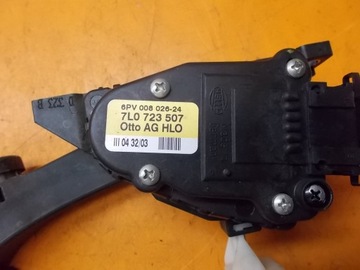 6PV 008 026-24
7L0 723 507
Otto AG HLO
III 04 32/03